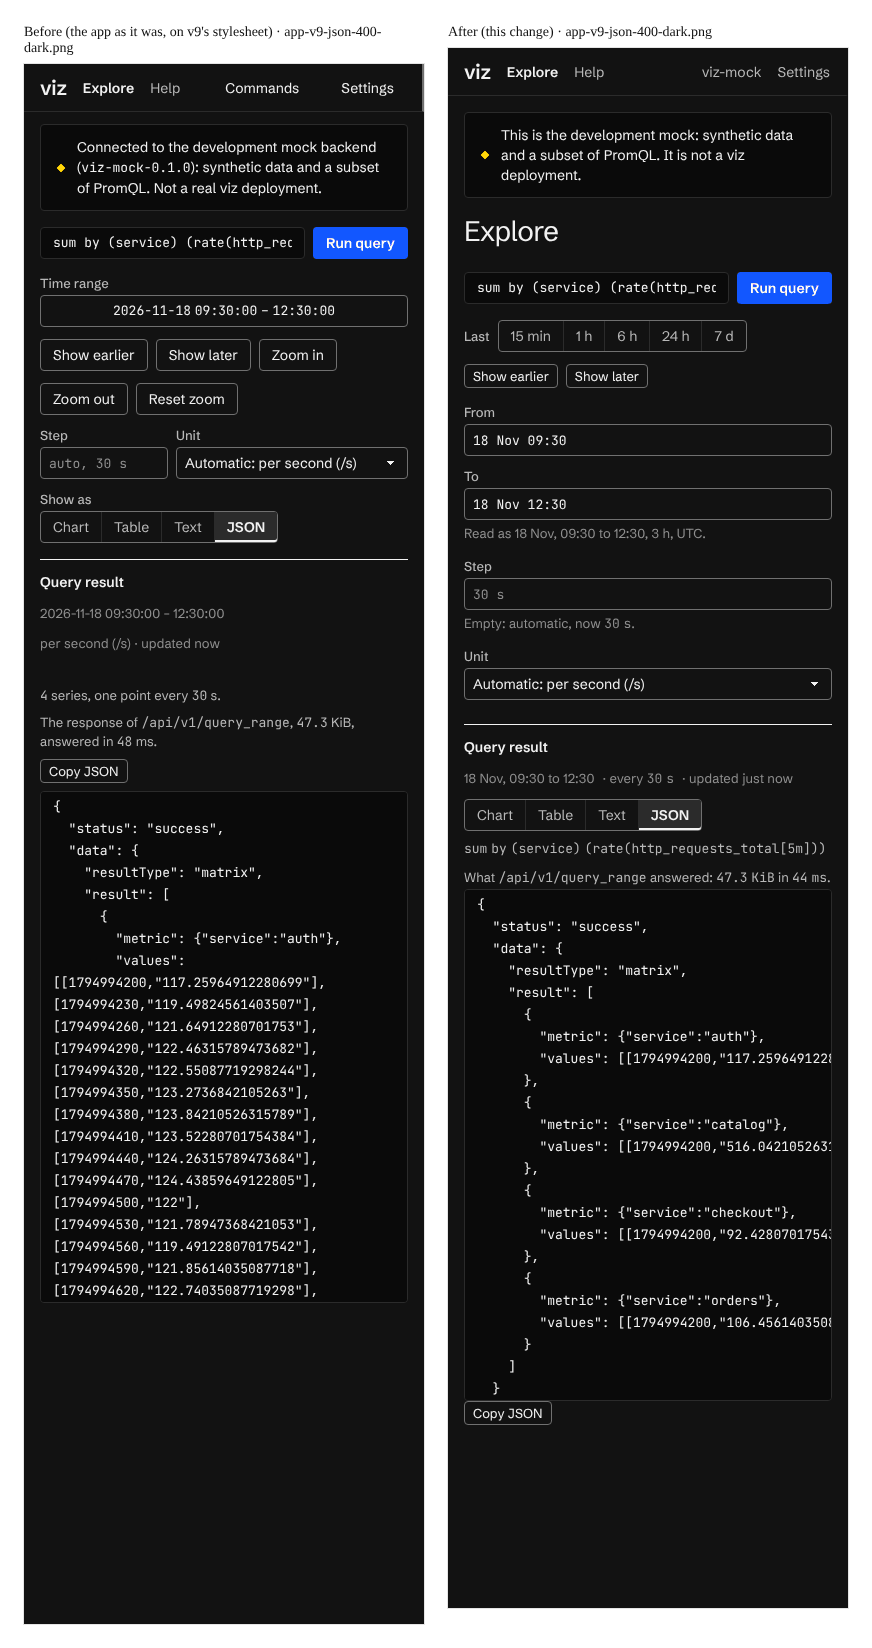 Before (the app as it was, on v9's stylesheet) · app-v9-json-400-
dark.png
viz Explore Help Commands Settings
Connected to the development mock backend
(viz-mock-0.1.0): synthetic data and a subset
of PromQL. Not a real viz deployment.
sum by (service) (rate(http_rec Run query
Time range
2026-11-18 09:30:00 – 12:30:00
Show earlier Show later Zoom in
Zoom out Reset zoom
Step Unit
auto, 30 s Automatic: per second (/s)
Show as
Chart Table Text JSON
Query result
2026-11-18 09:30:00 – 12:30:00
per second (/s) · updated now
4 series, one point every 30 s.
The response of /api/v1/query_range, 47.3 KiB,
answered in 48 ms.
Copy JSON
{
"status": "success",
"data": {
"resultType": "matrix",
"result": [
{
"metric": {"service":"auth"},
"values":
[[1794994200,"117.25964912280699"],
[1794994230,"119.49824561403507"],
[1794994260,"121.64912280701753"],
[1794994290,"122.46315789473682"],
[1794994320,"122.55087719298244"],
[1794994350,"123.2736842105263"],
[1794994380,"123.84210526315789"],
[1794994410,"123.52280701754384"],
[1794994440,"124.26315789473684"],
[1794994470,"124.43859649122805"],
[1794994500,"122"],
[1794994530,"121.78947368421053"],
[1794994560,"119.49122807017542"],
[1794994590,"121.85614035087718"],
[1794994620,"122.74035087719298"],
After (this change) · app-v9-json-400-dark.png
viz Explore Help viz-mock Settings
This is the development mock: synthetic data
and a subset of PromQL. It is not a viz
deployment.
Explore
sum by (service) (rate(http_rec Run query
Last 15 min 1 h 6 h 24 h 7 d
Show earlier Show later
From
18 Nov 09:30
To
18 Nov 12:30
Read as 18 Nov, 09:30 to 12:30, 3 h, UTC.
Step
30 s
Empty: automatic, now 30 s.
Unit
Automatic: per second (/s)
Query result
18 Nov, 09:30 to 12:30 · every 30 s · updated just now
Chart Table Text JSON
sum by (service) (rate(http_requests_total[5m]))
What /api/v1/query_range answered: 47.3 KiB in 44 ms.
{
"status": "success",
"data": {
"resultType": "matrix",
"result": [
{
"metric": {"service":"auth"},
"values": [[1794994200,"117.2596491228
},
{
"metric": {"service":"catalog"},
"values": [[1794994200,"516.0421052631
},
{
"metric": {"service":"checkout"},
"values": [[1794994200,"92.42807017543
},
{
"metric": {"service":"orders"},
"values": [[1794994200,"106.4561403508
}
]
}
Copy JSON